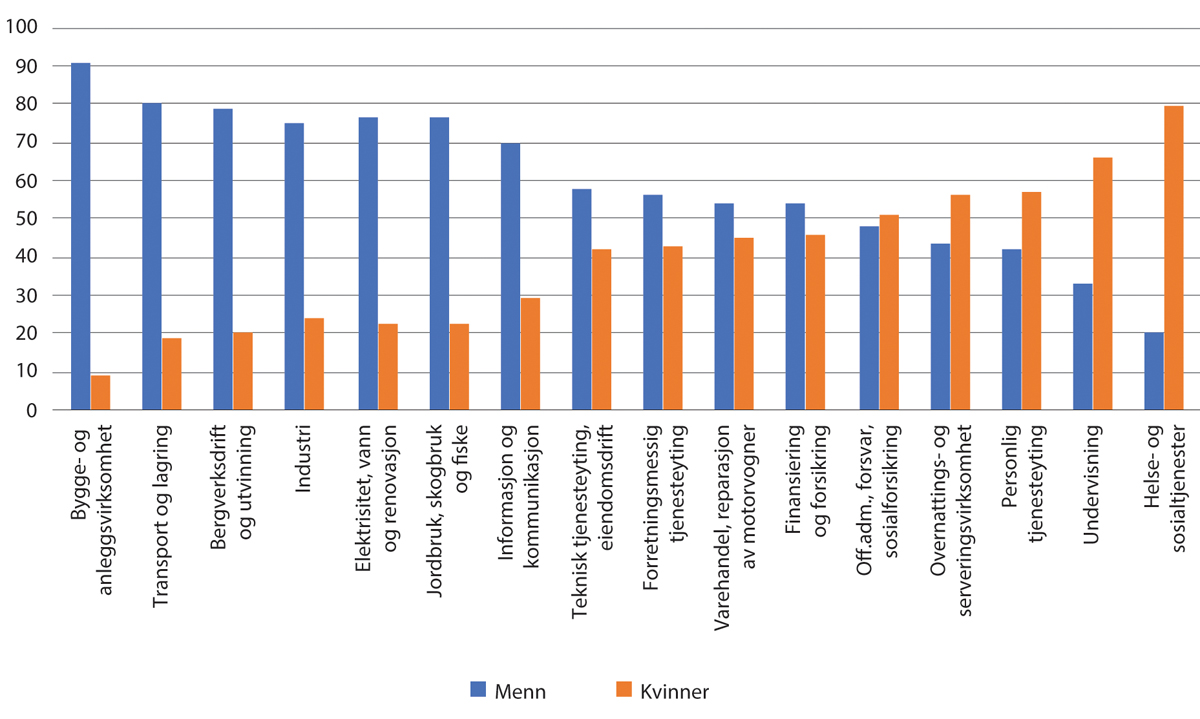 100
90
80
70
60
50
40
30
20
10
0
Bygge- og
anleggsvirksomhet
Transport og lagring
Bergverksdrift
og utvinning
Industri
Elektrisitet, vann
og renovasjon
Jordbruk, skogbruk
og fiske
Informasjon og
kommunikasjon
Teknisk tjenesteyting,
eiendomsdrift
Forretningsmessig
tjenesteyting
Varehandel, reparasjon
av motorvogner
Finansiering
og forsikring
Off.adm., forsvar,
sosialforsikring
Overnattings- og
serveringsvirksomhet
Personlig
tjenesteyting
Undervisning
Helse- og
sosialtjenester
Menn
Kvinner